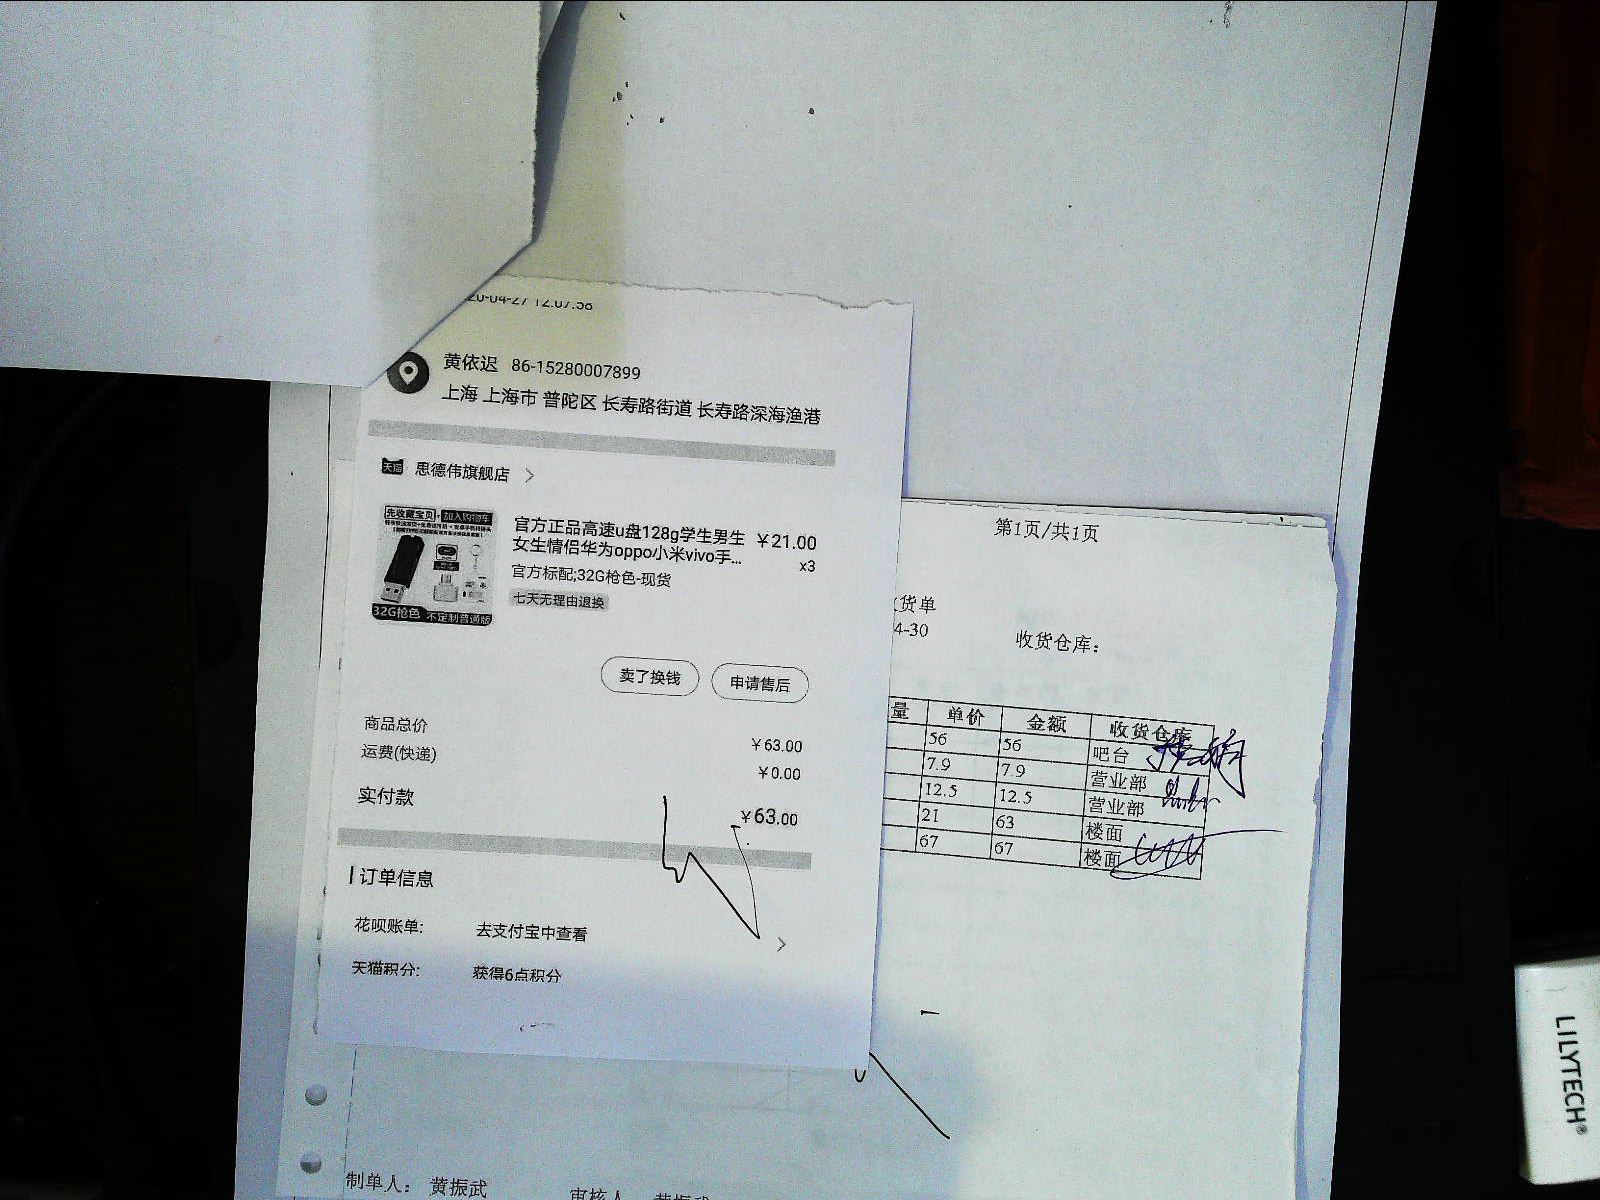 黄依迟 86-15280007899
上海 上海市 普陀区 长寿路街道 长寿路深海渔港
天猫 思德伟旗舰店
先收藏宝贝 加入购物车
32G枪色 不定制普通版
官方正品高速u盘128g学生男生 ¥21.00
女生情侣华为oppo小米vivo手... x3
官方标配;32G枪色-现货
七天无理由退换
卖了换钱 申请售后
商品总价 ¥63.00
运费(快递) ¥0.00
实付款 ¥63.00
订单信息
花呗账单: 去支付宝中查看
天猫积分: 获得6点积分
第1页/共1页
货单
4-30 收货仓库:
量 单价 金额 收货仓库
56 56 吧台
7.9 7.9 营业部
12.5 12.5 营业部
21 63 楼面
67 67 楼面
制单人: 黄振武
LILYTECH®